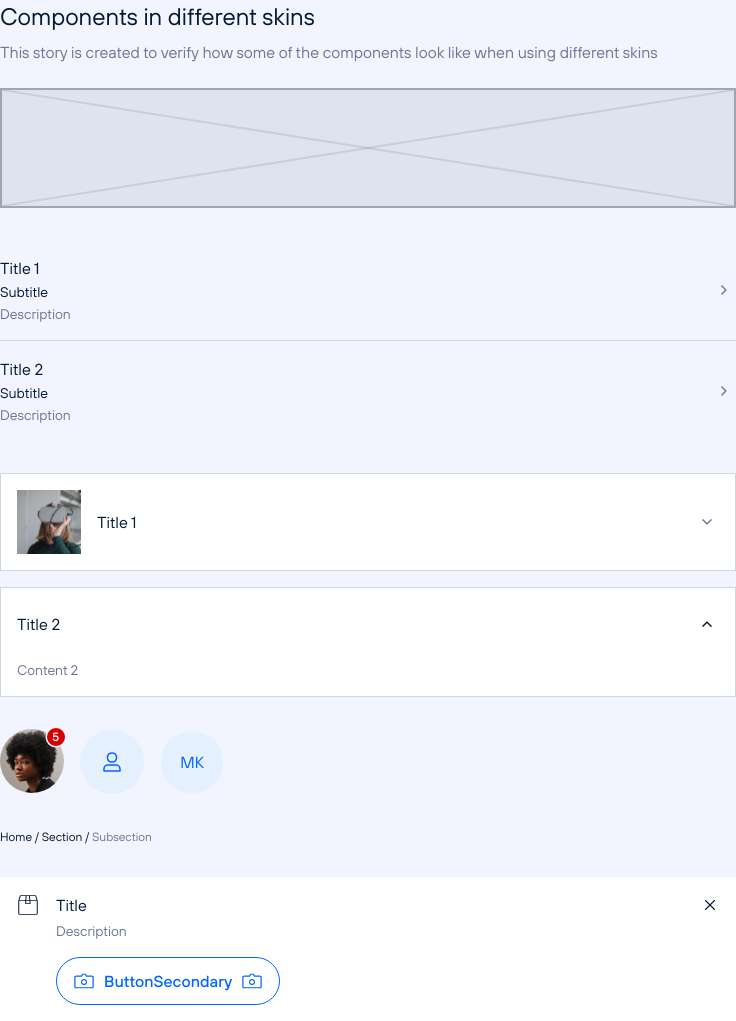 Components in different skins
This story is created to verify how some of the components look like when using different skins
Title 1
Subtitle
Description
Title 2
Subtitle
Description
Title 1
Title 2
Content 2
5
MK
Home / Section / Subsection
Title
Description
ButtonSecondary